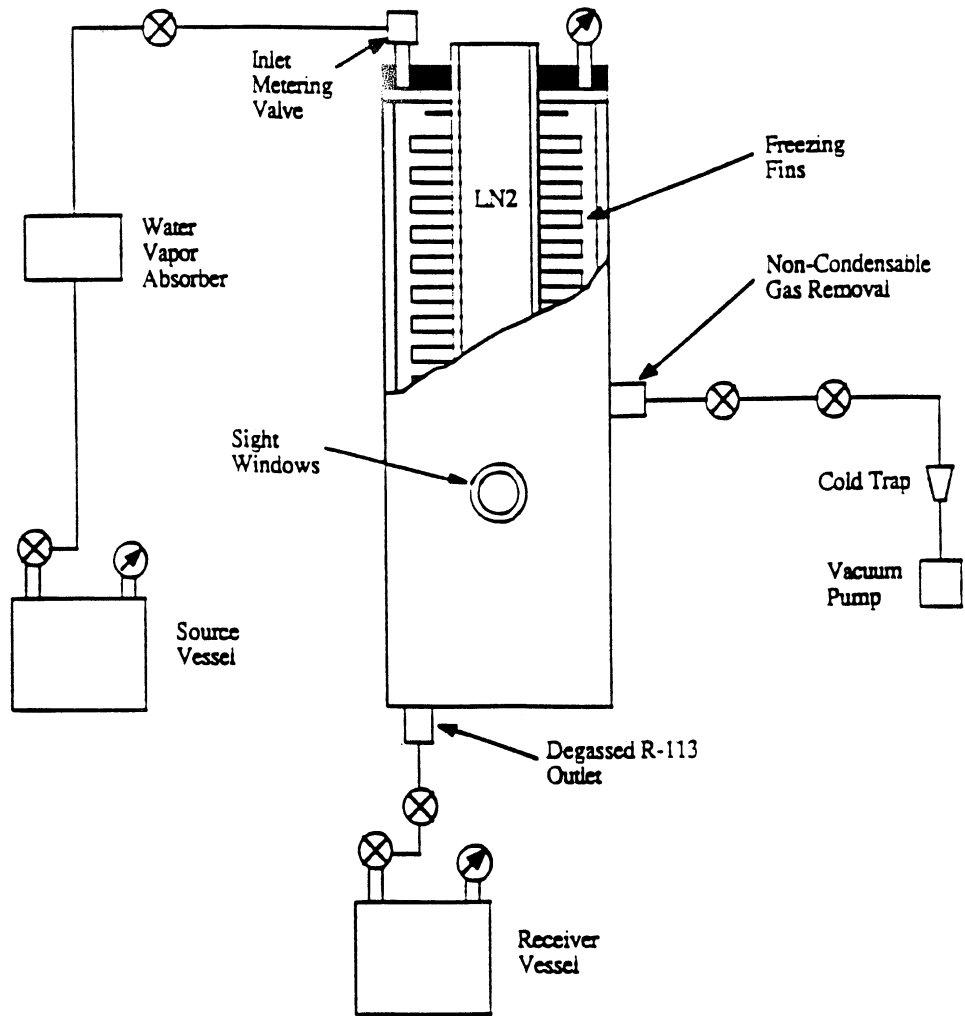 Inlet
Metering
Valve
LN2
Freezing
Fins
Water
Vapor
Absorber
Non-Condensable
Gas Removal
Sight
Windows
Cold Trap
Vacuum
Pump
Source
Vessel
Degassed R-113
Outlet
Receiver
Vessel